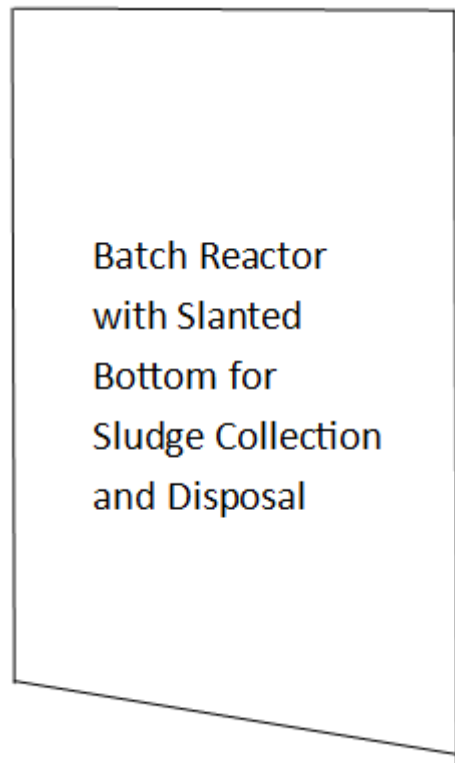 Batch Reactor
with Slanted
Bottom for
Sludge Collection
and Disposal